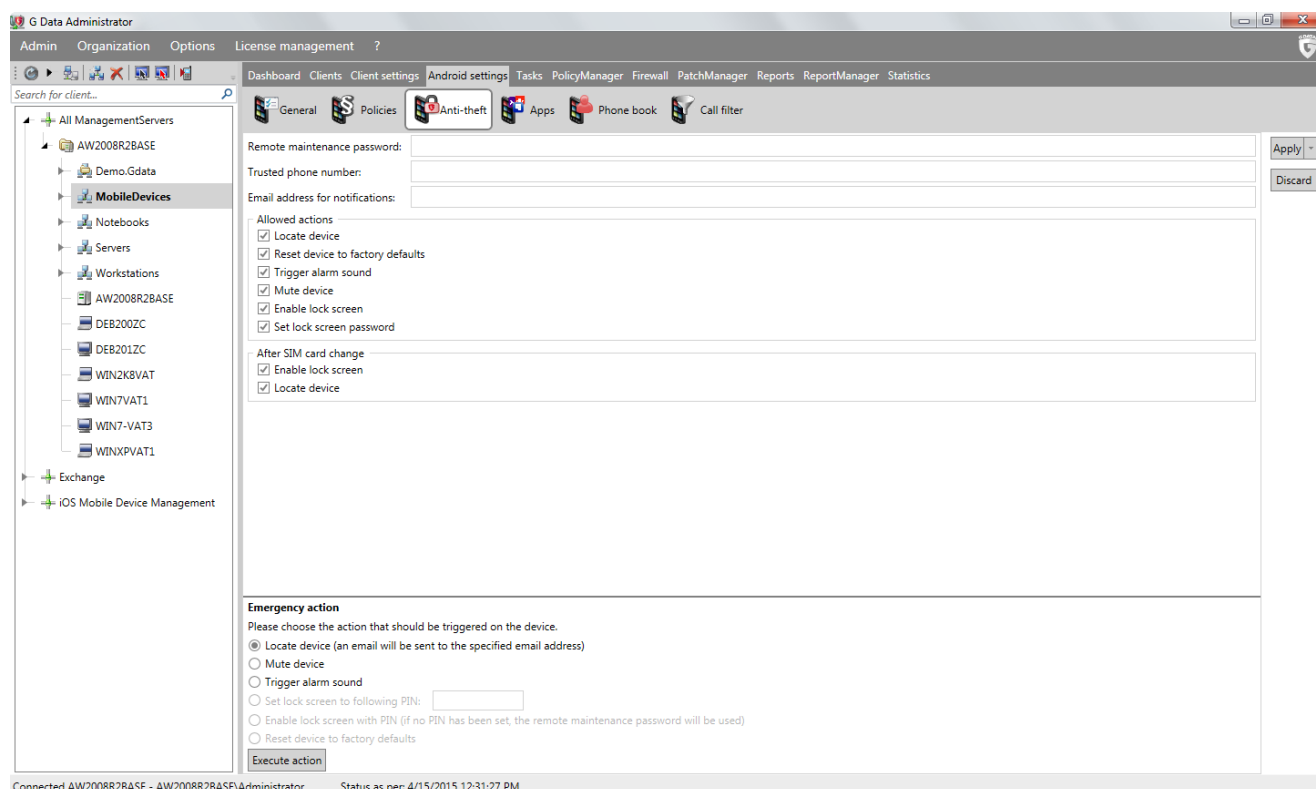 G Data Administrator
Admin Organization Options License management ?
Dashboard Clients Client settings Android settings Tasks PolicyManager Firewall PatchManager Reports ReportManager Statistics
Search for client...
General Policies Anti-theft Apps Phone book Call filter
All ManagementServers
AW2008R2BASE
Demo.Gdata
MobileDevices
Notebooks
Servers
Workstations
AW2008R2BASE
DEB200ZC
DEB201ZC
WIN2K8VAT
WIN7VAT1
WIN7-VAT3
WINXPVAT1
Exchange
iOS Mobile Device Management
Remote maintenance password:
Trusted phone number:
Email address for notifications:
Allowed actions
Locate device
Reset device to factory defaults
Trigger alarm sound
Mute device
Enable lock screen
Set lock screen password
After SIM card change
Enable lock screen
Locate device
Apply
Discard
Emergency action
Please choose the action that should be triggered on the device.
Locate device (an email will be sent to the specified email address)
Mute device
Trigger alarm sound
Set lock screen to following PIN:
Enable lock screen with PIN (if no PIN has been set, the remote maintenance password will be used)
Reset device to factory defaults
Execute action
Connected AW2008R2BASE - AW2008R2BASE\Administrator Status as per: 4/15/2015 12:31:27 PM